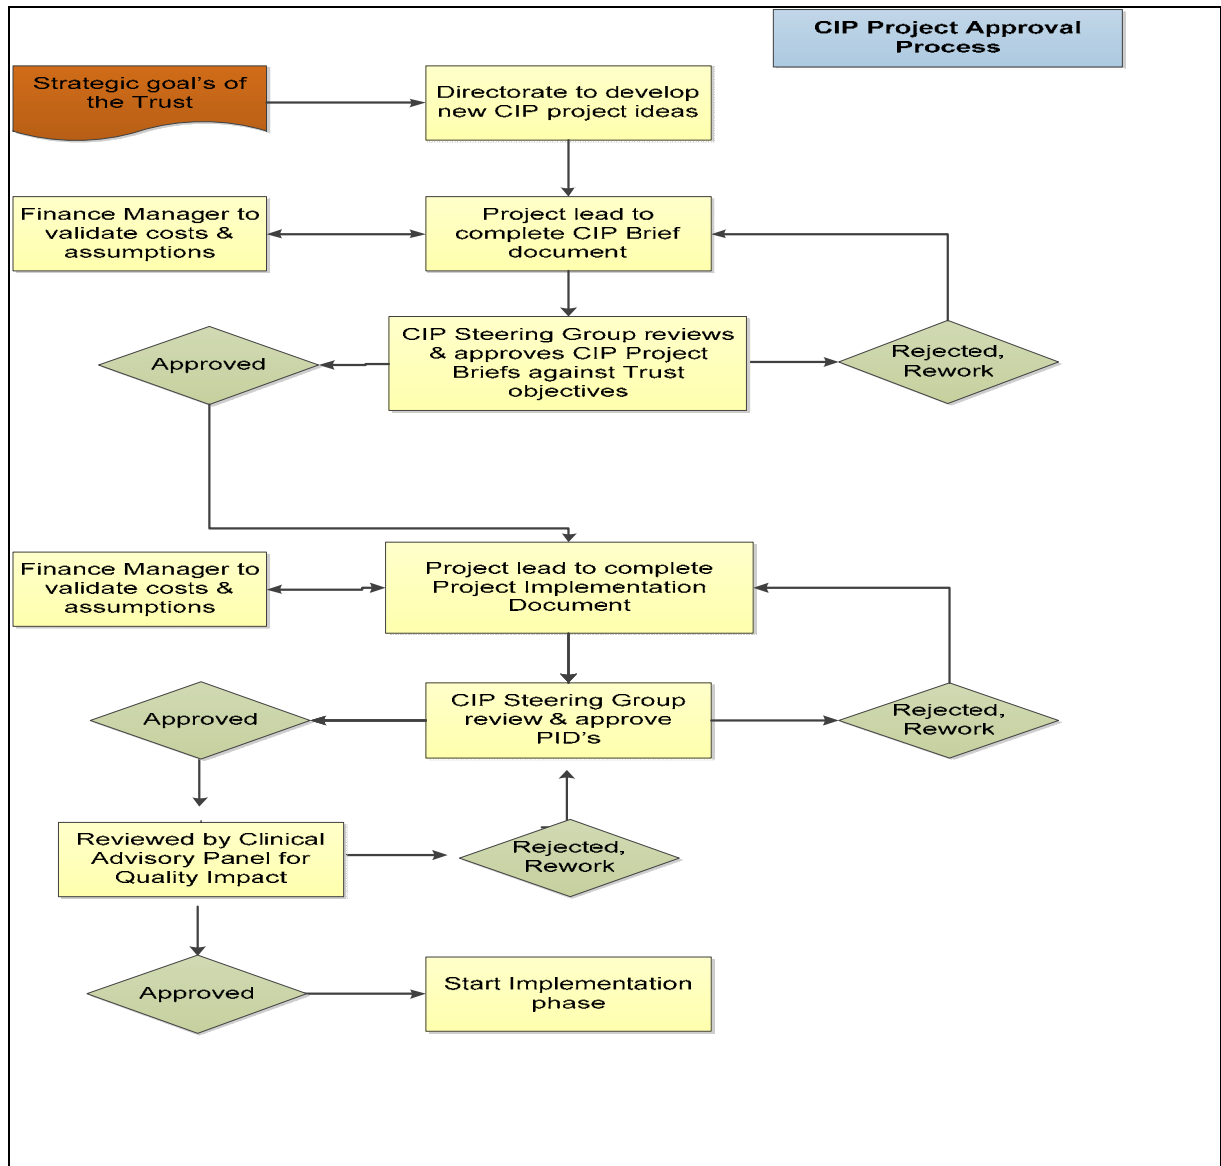 CIP Project Approval
Process
Strategic goal's of
the Trust
Directorate to develop
new CIP project ideas
Finance Manager to
validate costs &
assumptions
Project lead to
complete CIP Brief
document
Approved
CIP Steering Group reviews
& approves CIP Project
Briefs against Trust
objectives
Rejected,
Rework
Finance Manager to
validate costs &
assumptions
Project lead to complete
Project Implementation
Document
Approved
CIP Steering Group
review & approve
PID's
Rejected,
Rework
Reviewed by Clinical
Advisory Panel for
Quality Impact
Rejected,
Rework
Approved
Start Implementation
phase